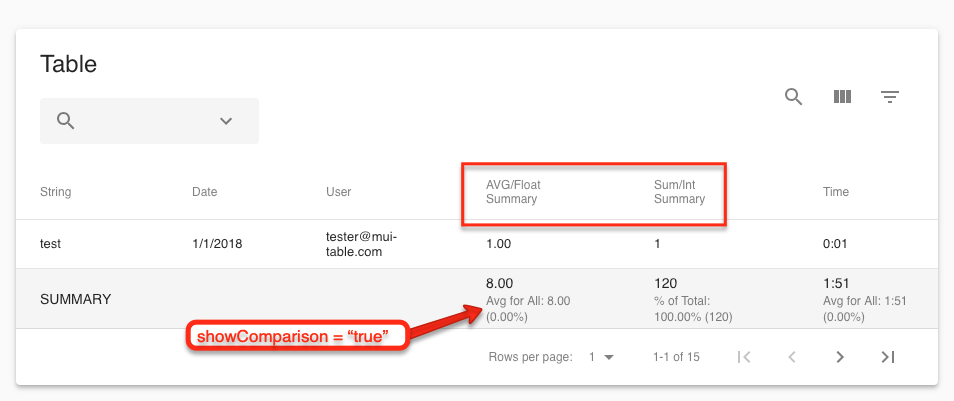 Table
String Date User AVG/Float Sum/Int Time
Summary Summary
test 1/1/2018 tester@mui- 1.00 1 0:01
table.com
SUMMARY 8.00 120 1:51
Avg for All: 8.00 % of Total: Avg for All: 1:51
(0.00%) 100.00% (120) (0.00%)
showComparison = “true”
Rows per page: 1 1-1 of 15